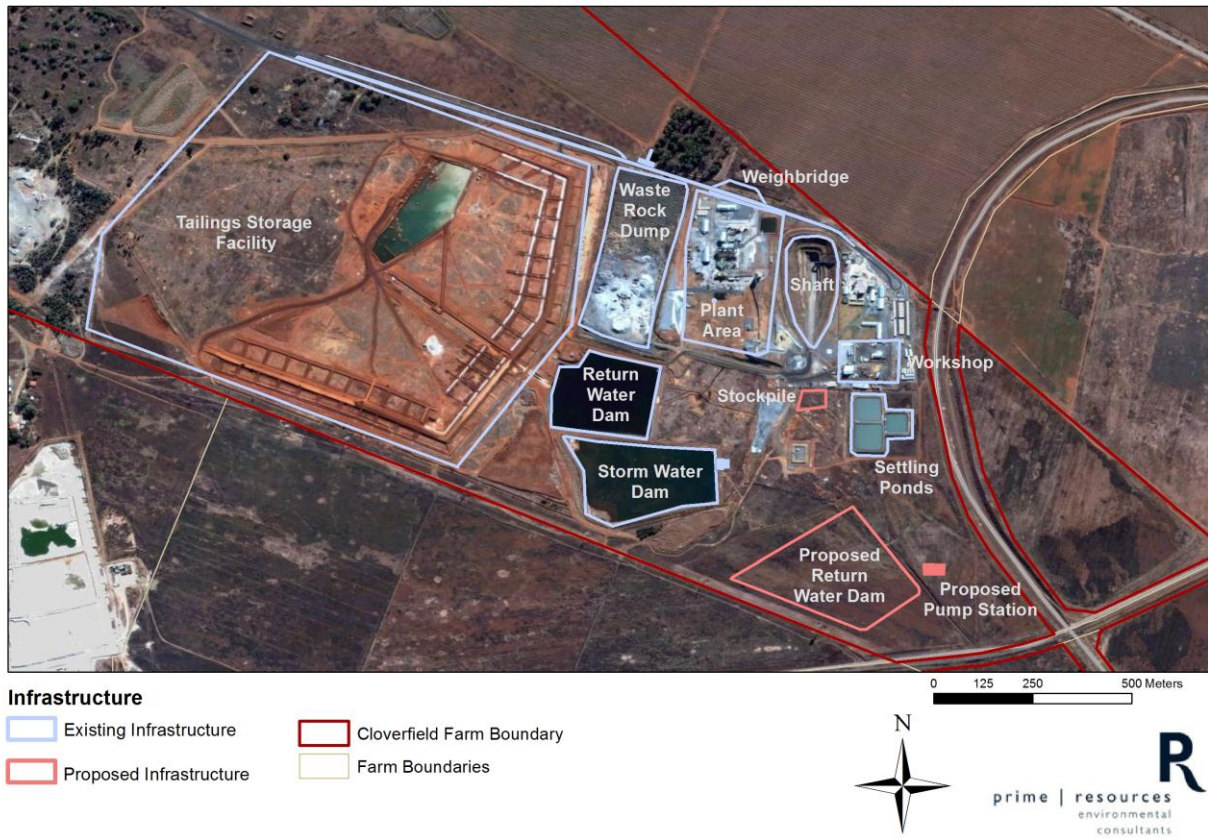 Weighbridge
Waste
Rock
Dump
Tailings Storage
Facility
Shaft
Plant
Area
Workshop
Return
Water
Dam
Stockpile
Settling
Ponds
Storm Water
Dam
Proposed
Return
Water Dam
Proposed
Pump Station
0 125 250 500 Meters
Infrastructure
Existing Infrastructure
Proposed Infrastructure
Cloverfield Farm Boundary
Farm Boundaries
N
R
prime | resources
environmental
consultants